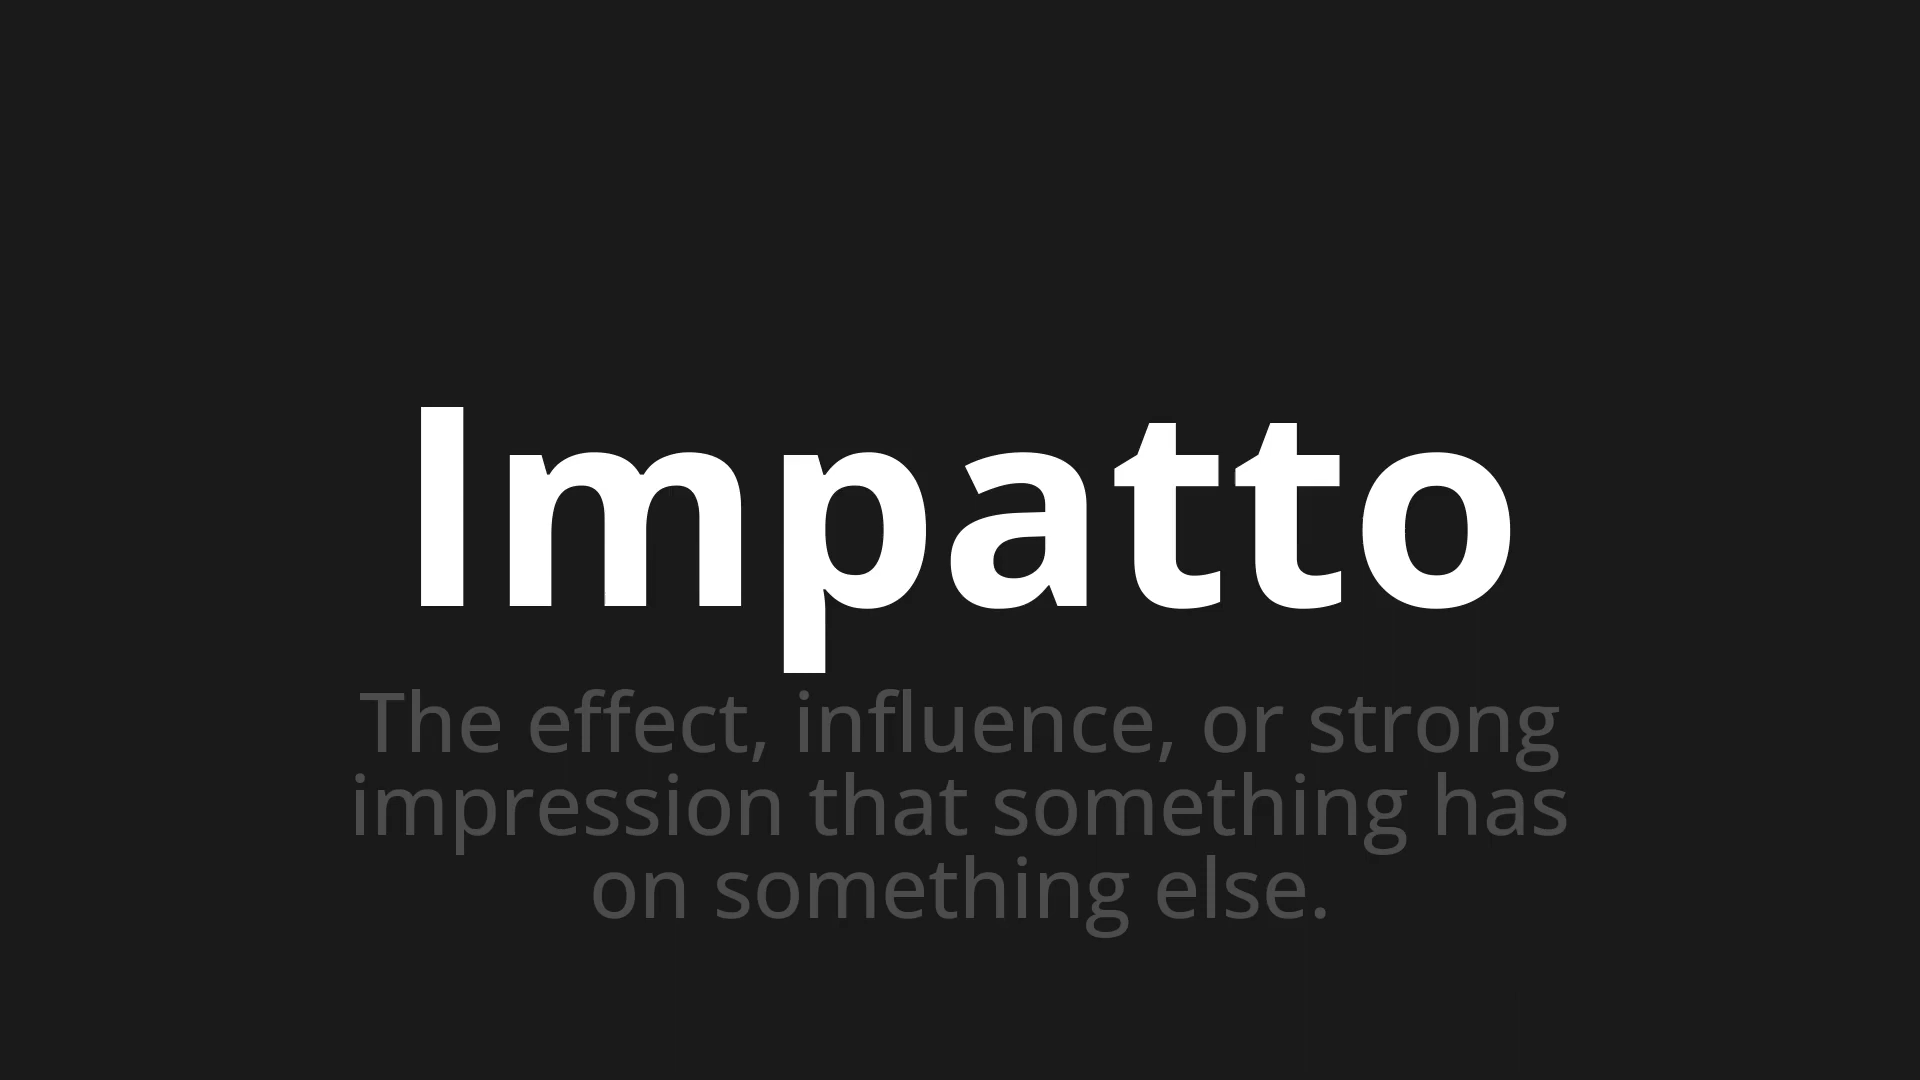 Impatto
The effect, influence, or strong
impression that something has
on something else.